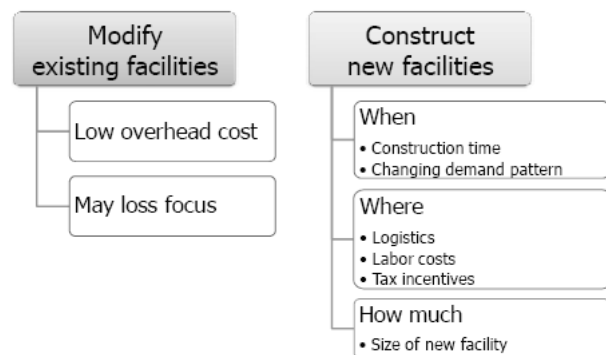 Modify
existing facilities
Low overhead cost
May loss focus
Construct
new facilities
When
• Construction time
• Changing demand pattern
Where
• Logistics
• Labor costs
• Tax incentives
How much
• Size of new facility